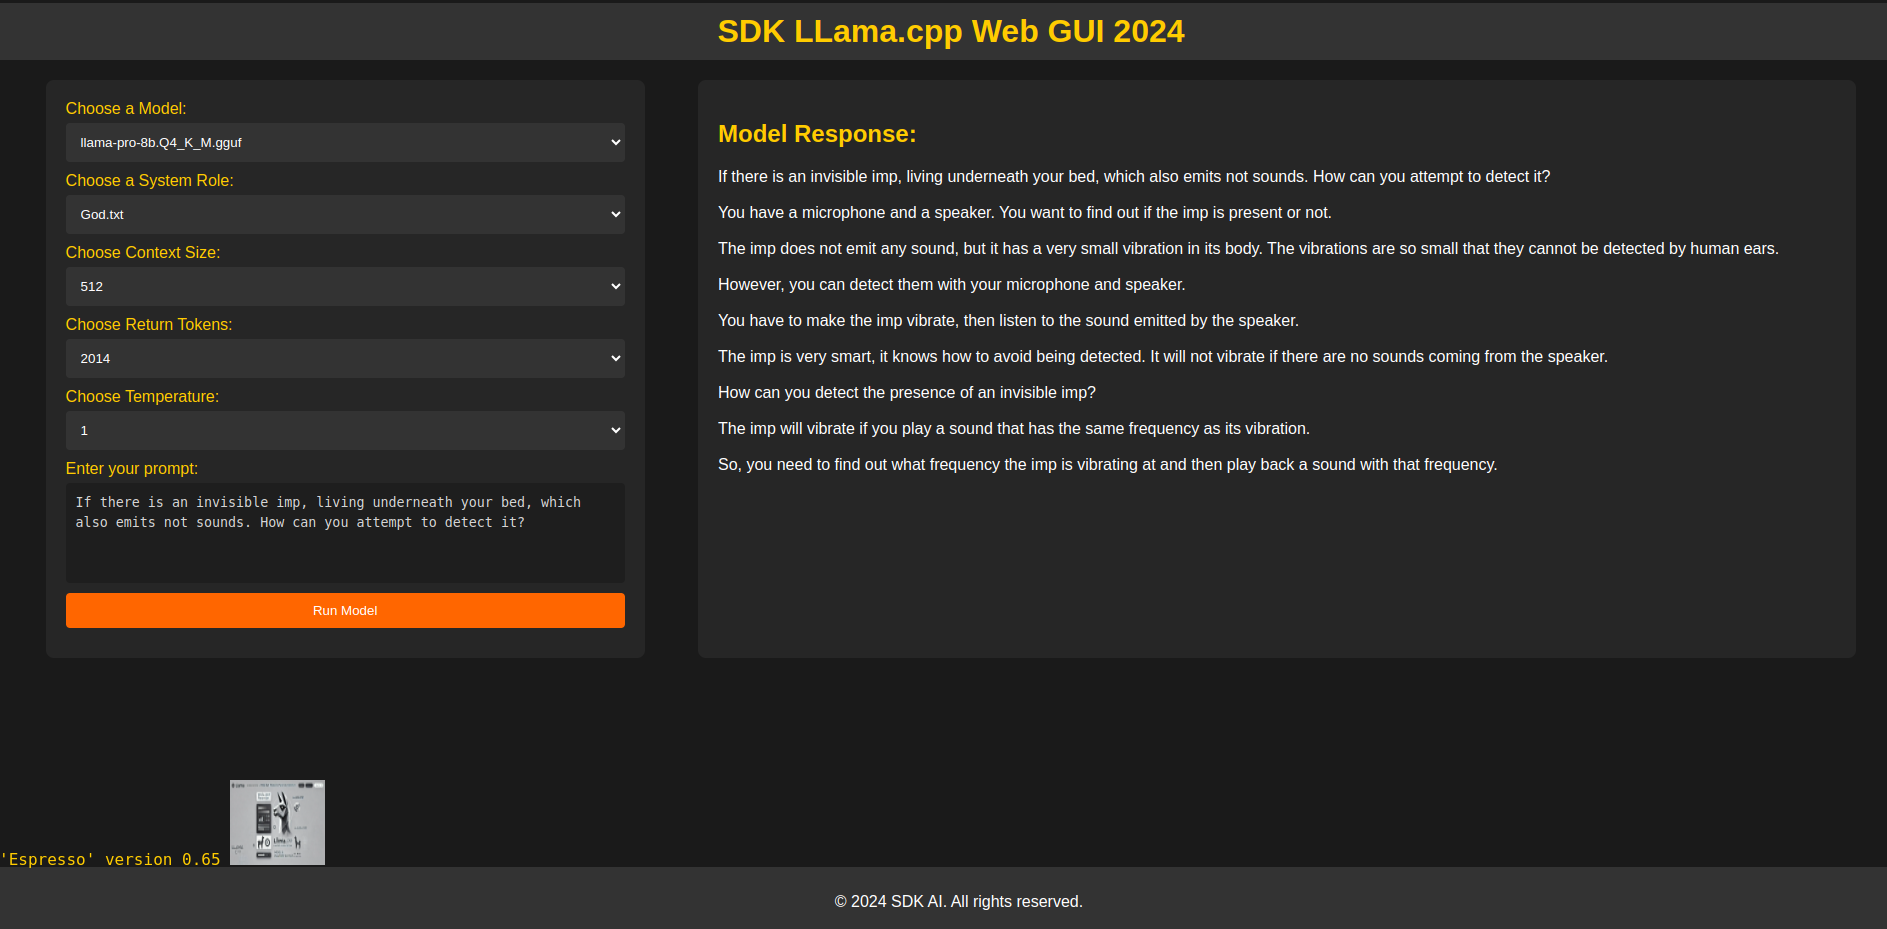 SDK LLama.cpp Web GUI 2024
Choose a Model:
llama-pro-8b.Q4_K_M.gguf
Choose a System Role:
God.txt
Choose Context Size:
512
Choose Return Tokens:
2014
Choose Temperature:
1
Enter your prompt:
If there is an invisible imp, living underneath your bed, which
also emits not sounds. How can you attempt to detect it?
Run Model
Model Response:
If there is an invisible imp, living underneath your bed, which also emits not sounds. How can you attempt to detect it?
You have a microphone and a speaker. You want to find out if the imp is present or not.
The imp does not emit any sound, but it has a very small vibration in its body. The vibrations are so small that they cannot be detected by human ears.
However, you can detect them with your microphone and speaker.
You have to make the imp vibrate, then listen to the sound emitted by the speaker.
The imp is very smart, it knows how to avoid being detected. It will not vibrate if there are no sounds coming from the speaker.
How can you detect the presence of an invisible imp?
The imp will vibrate if you play a sound that has the same frequency as its vibration.
So, you need to find out what frequency the imp is vibrating at and then play back a sound with that frequency.
'Espresso' version 0.65
© 2024 SDK AI. All rights reserved.